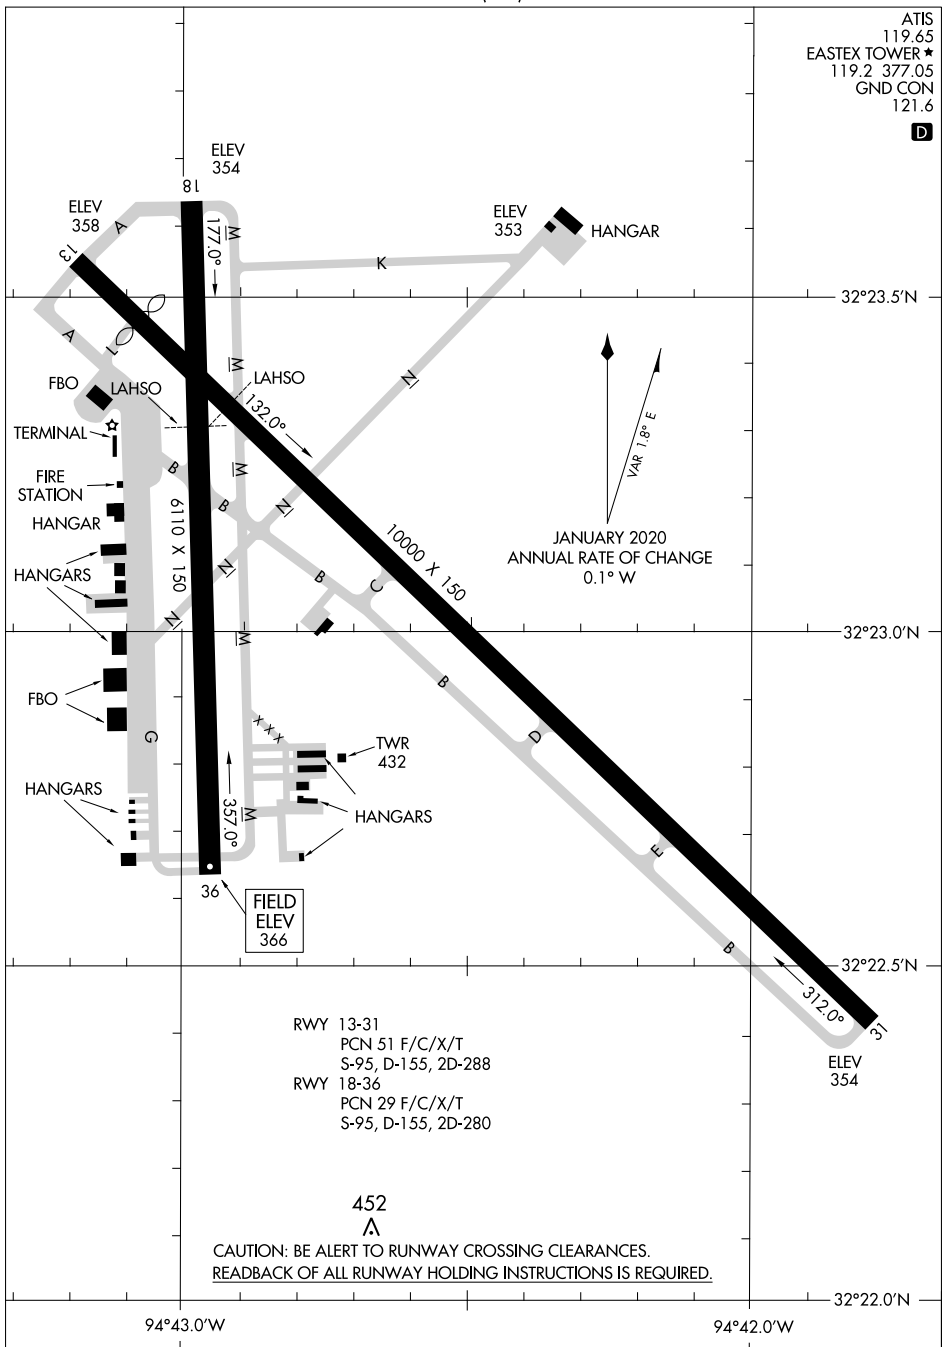 ATIS
119.65
EASTEX TOWER★
119.2 377.05
GND CON
121.6
D
ELEV
354
18
ELEV
358
A
13
177.0°
M
ELEV
353
HANGAR
K
32°23.5'N
A
L
M
LAHSO
N
FBO
LAHSO
132.0°
VAR 1.8° E
TERMINAL
B
M
FIRE
STATION
B
N
HANGAR
6110 X 150
10000 X 150
JANUARY 2020
ANNUAL RATE OF CHANGE
0.1° W
HANGARS
N
B
C
N
M
32°23.0'N
B
FBO
G
X X X
D
TWR
432
HANGARS
357.0°
M
HANGARS
E
36
FIELD
ELEV
366
B
32°22.5'N
312.0°
31
ELEV
354
RWY 13-31
PCN 51 F/C/X/T
S-95, D-155, 2D-288
RWY 18-36
PCN 29 F/C/X/T
S-95, D-155, 2D-280
452
CAUTION: BE ALERT TO RUNWAY CROSSING CLEARANCES.
READBACK OF ALL RUNWAY HOLDING INSTRUCTIONS IS REQUIRED.
32°22.0'N
94°43.0'W
94°42.0'W